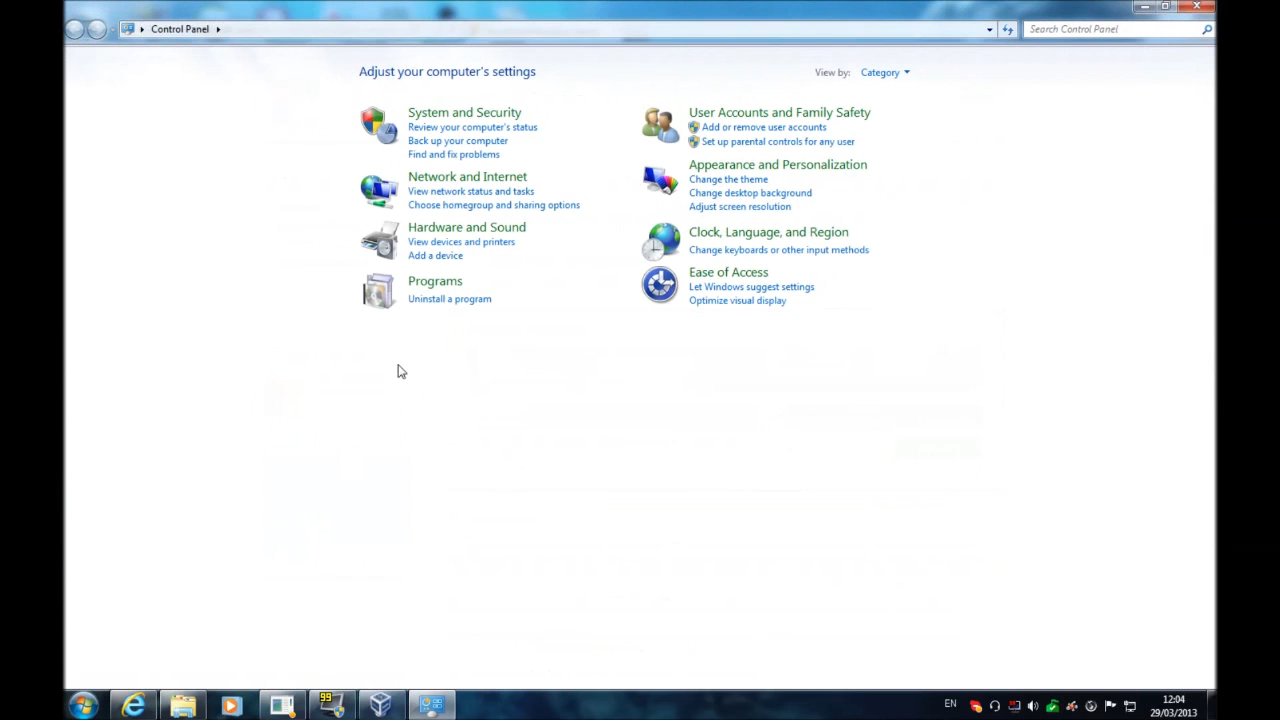 Control Panel
Search Control Panel
Adjust your computer's settings
View by: Category
System and Security
Review your computer's status
Back up your computer
Find and fix problems
Network and Internet
View network status and tasks
Choose homegroup and sharing options
Hardware and Sound
View devices and printers
Add a device
Programs
Uninstall a program
User Accounts and Family Safety
Add or remove user accounts
Set up parental controls for any user
Appearance and Personalization
Change the theme
Change desktop background
Adjust screen resolution
Clock, Language, and Region
Change keyboards or other input methods
Ease of Access
Let Windows suggest settings
Optimize visual display
99
EN
12:04
29/03/2013